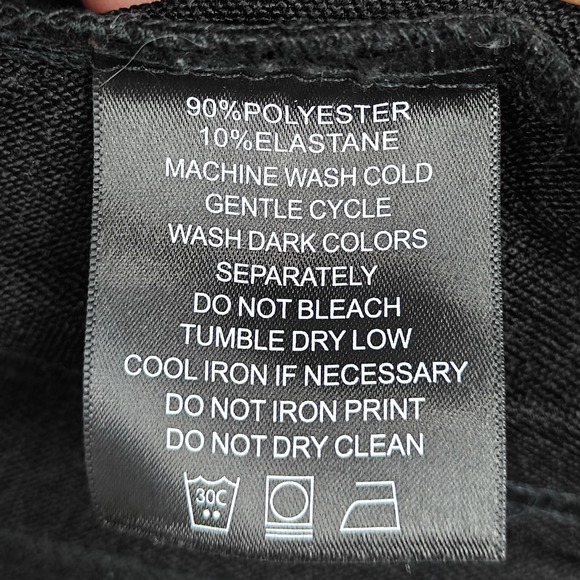 90%POLYESTER
10%ELASTANE
MACHINE WASH COLD
GENTLE CYCLE
WASH DARK COLORS
SEPARATELY
DO NOT BLEACH
TUMBLE DRY LOW
COOL IRON IF NECESSARY
DO NOT IRON PRINT
DO NOT DRY CLEAN
30C